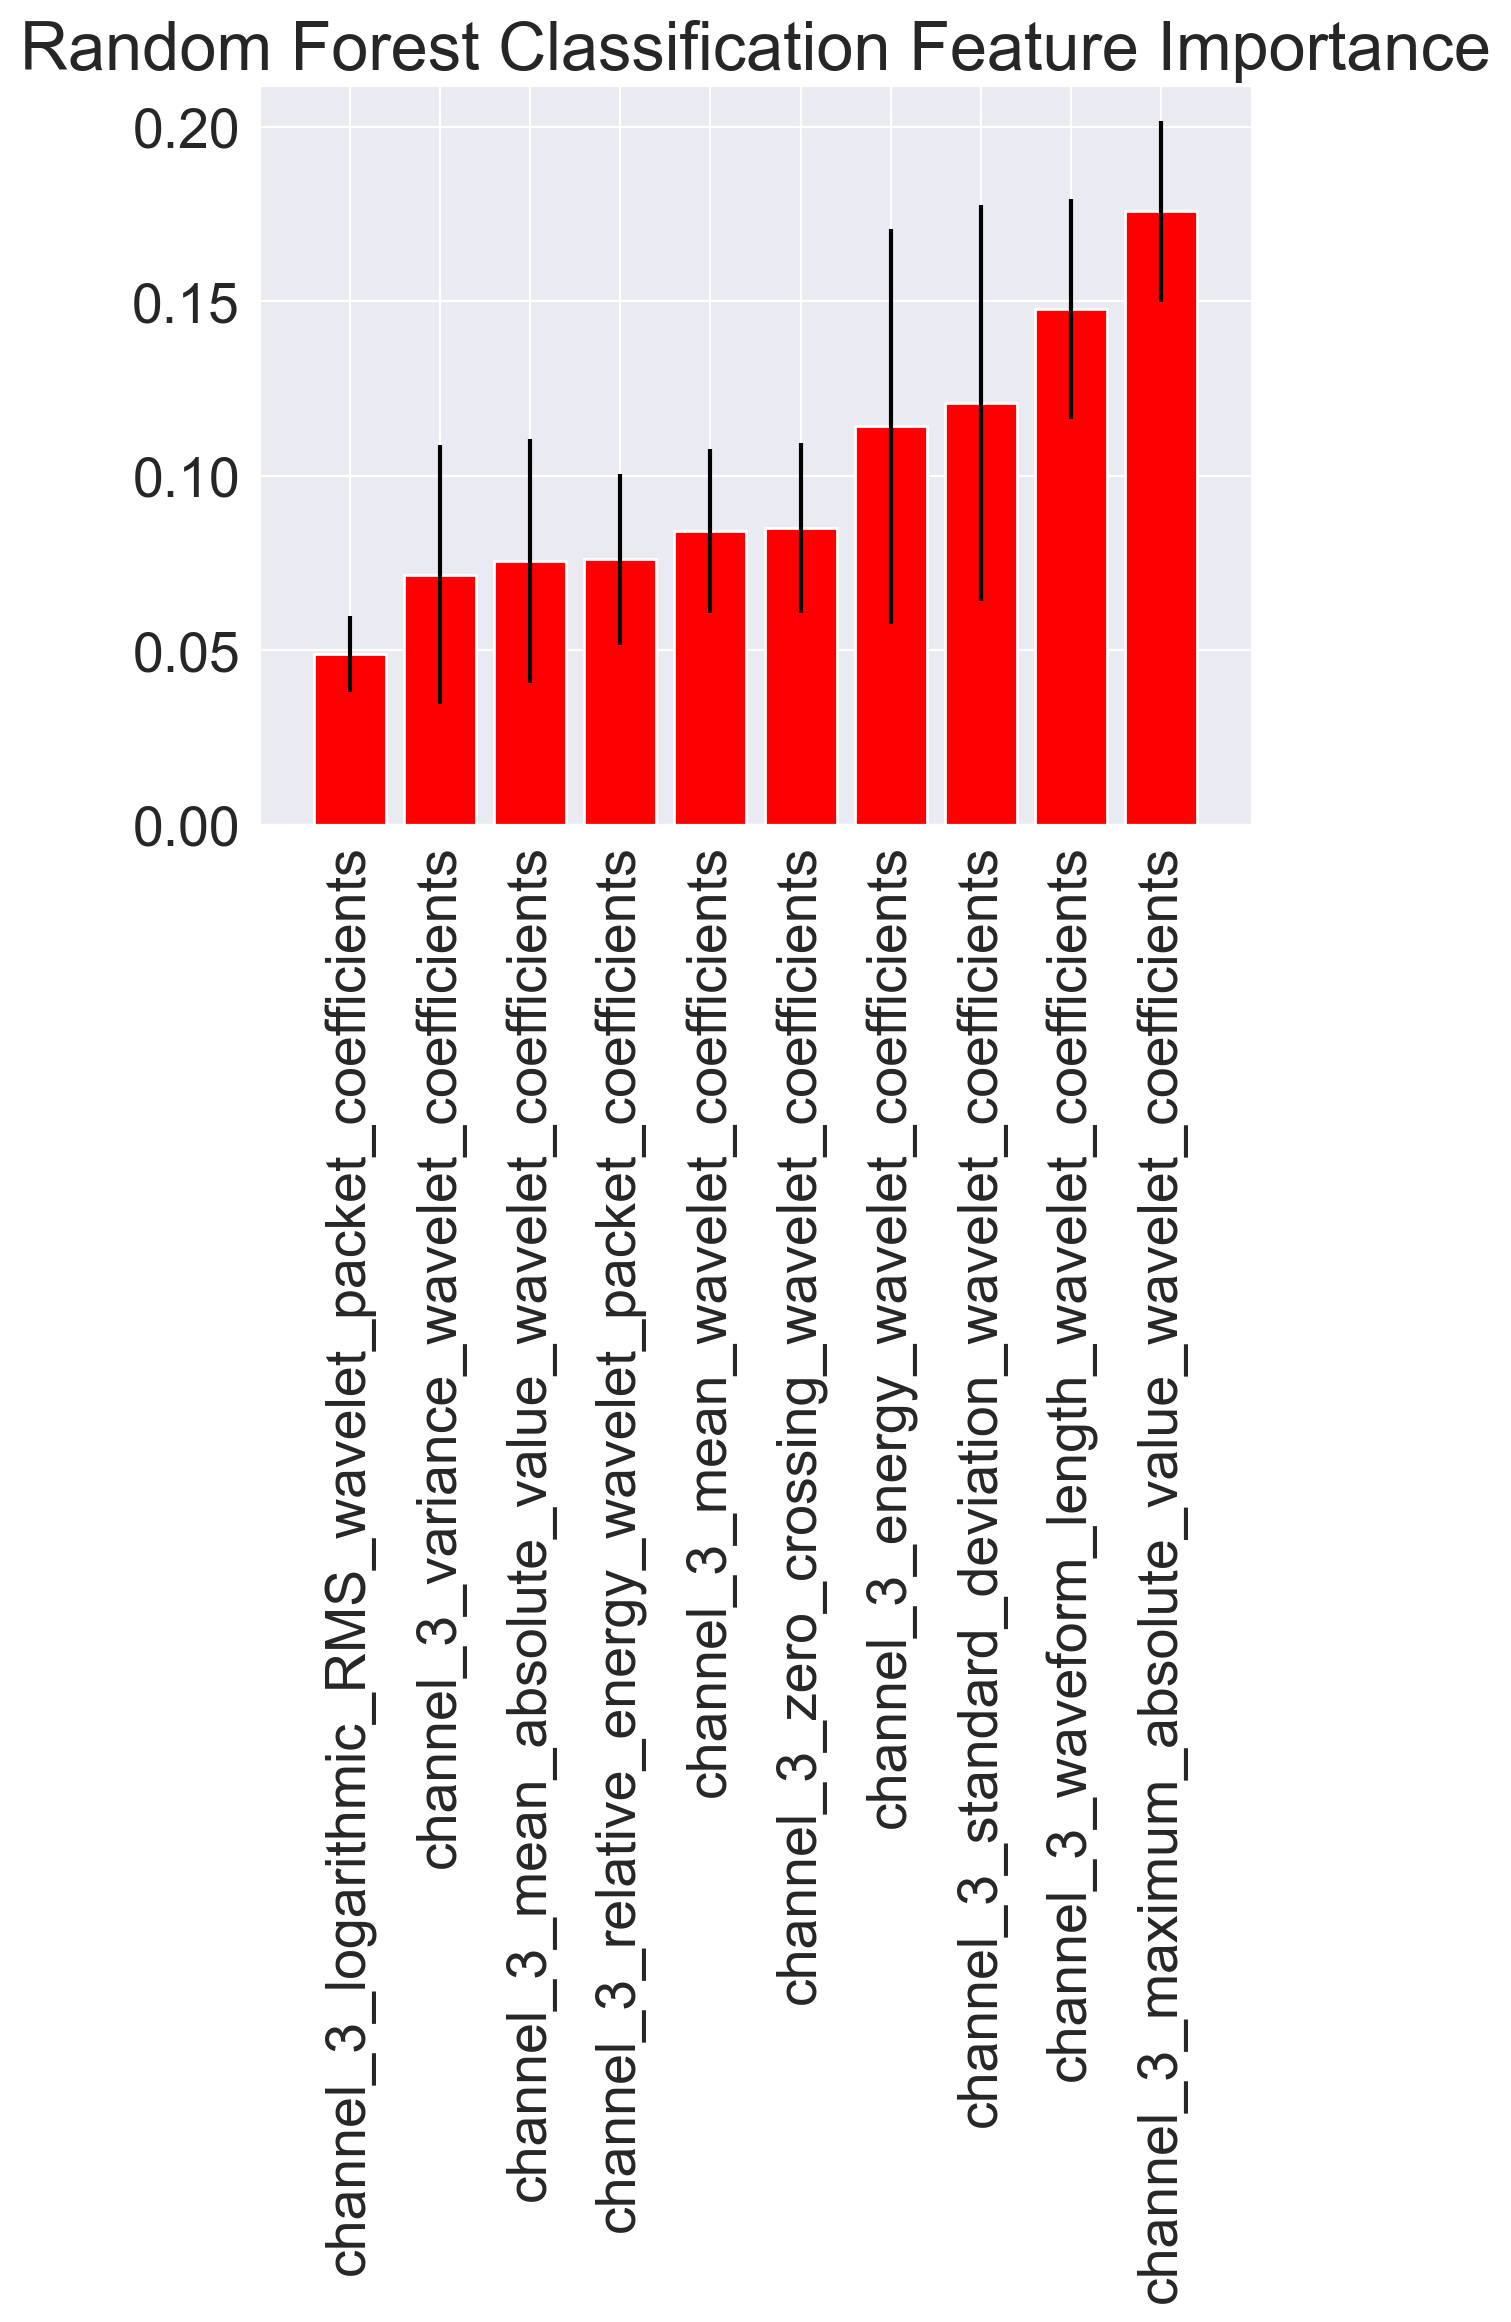 Random Forest Classification Feature Importance
0.20
0.15
0.10
0.05
0.00
channel_3_logarithmic_RMS_wavelet_packet_coefficients
channel_3_variance_wavelet_coefficients
channel_3_mean_absolute_value_wavelet_coefficients
channel_3_relative_energy_wavelet_packet_coefficients
channel_3_mean_wavelet_coefficients
channel_3_zero_crossing_wavelet_coefficients
channel_3_energy_wavelet_coefficients
channel_3_standard_deviation_wavelet_coefficients
channel_3_waveform_length_wavelet_coefficients
channel_3_maximum_absolute_value_wavelet_coefficients